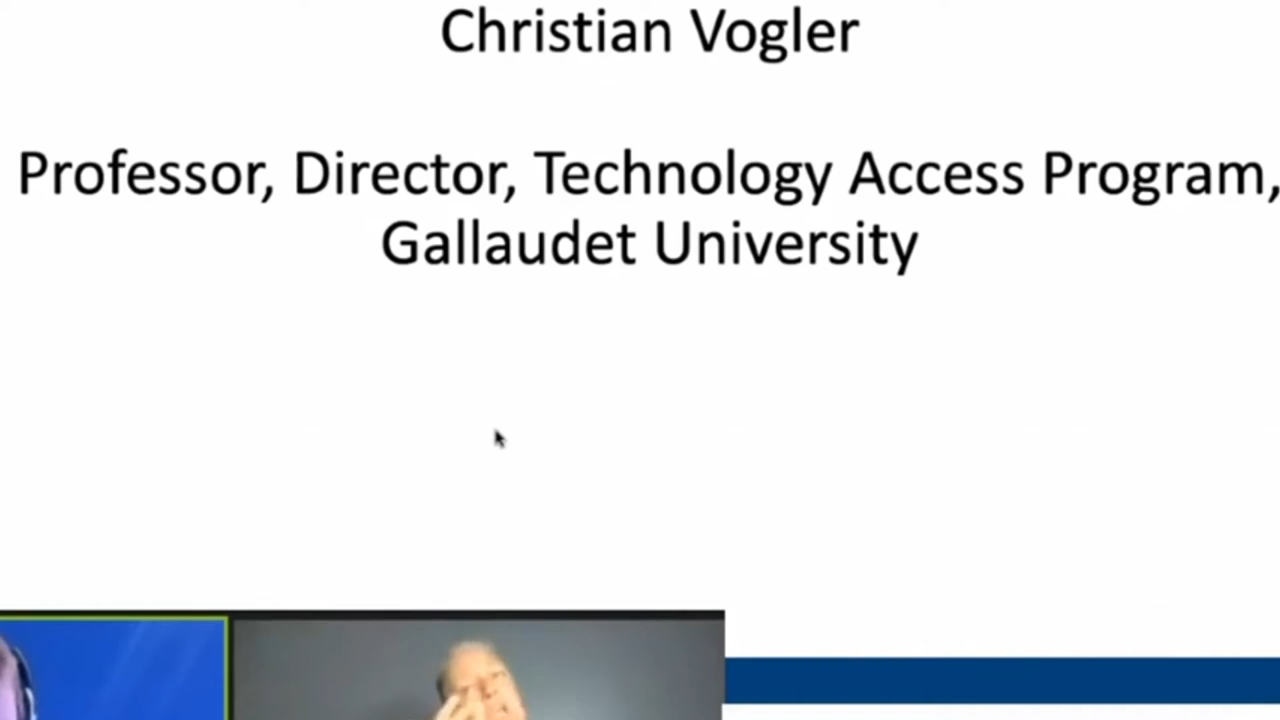 Christian Vogler
Professor, Director, Technology Access Program,
Gallaudet University